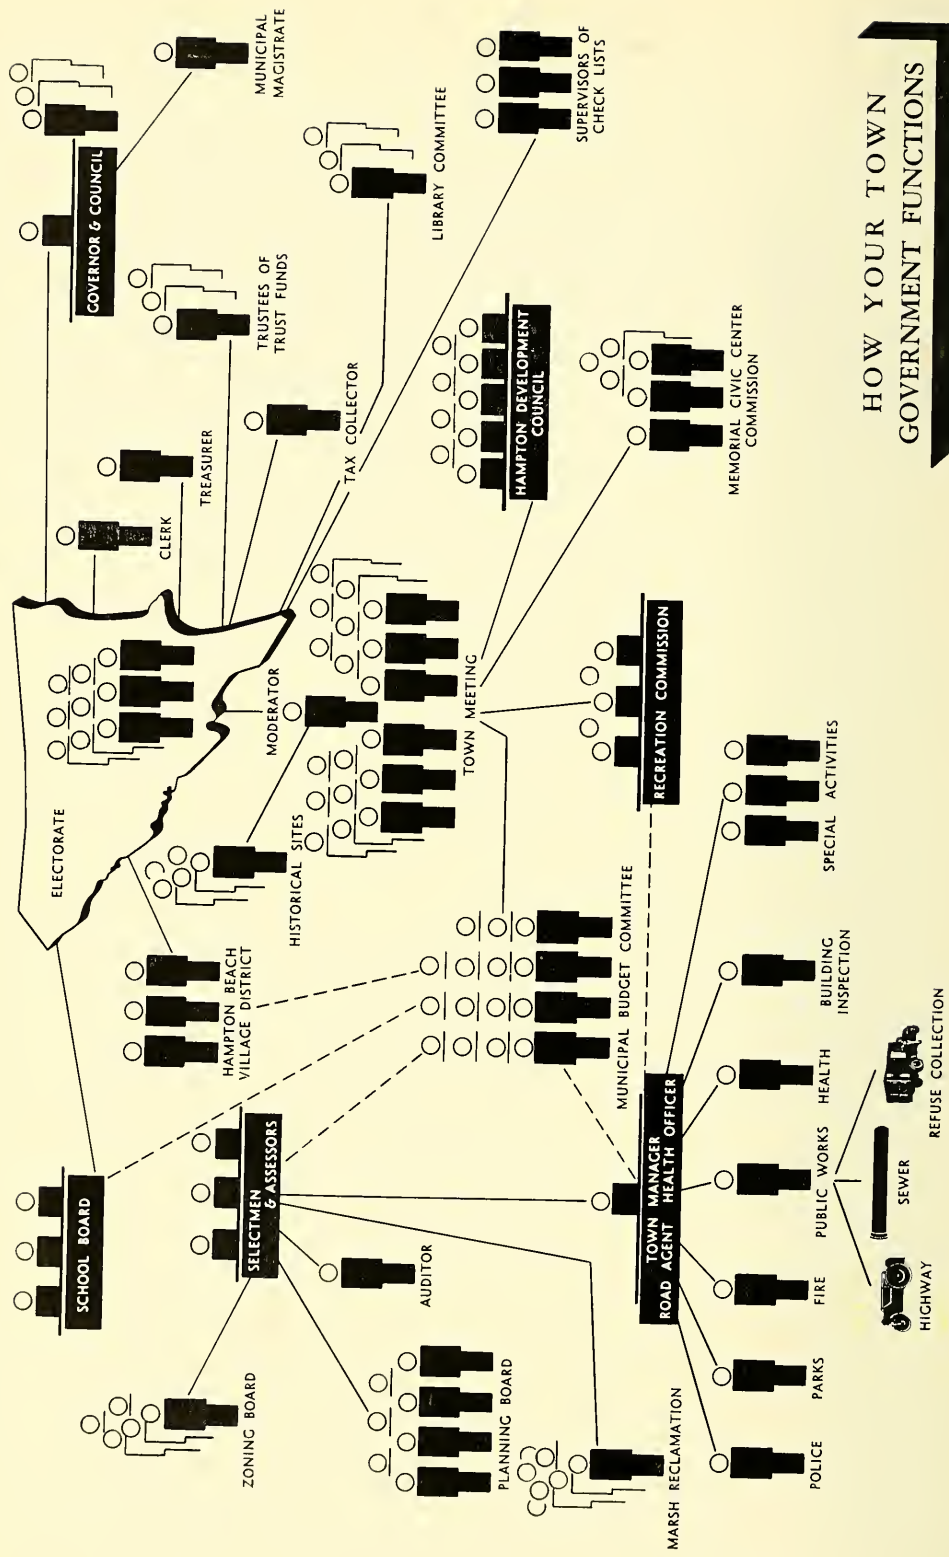 HOW YOUR TOWN
GOVERNMENT FUNCTIONS
ELECTORATE
SCHOOL BOARD
HAMPTON BEACH
VILLAGE DISTRICT
SELECTMEN
& ASSESSORS
ZONING BOARD
AUDITOR
PLANNING BOARD
MARSH RECLAMATION
HISTORICAL SITES
MODERATOR
TOWN MEETING
CLERK
TREASURER
GOVERNOR & COUNCIL
MUNICIPAL
MAGISTRATE
TRUSTEES OF
TRUST FUNDS
TAX COLLECTOR
LIBRARY COMMITTEE
SUPERVISORS OF
CHECK LISTS
HAMPTON DEVELOPMENT
COUNCIL
MEMORIAL CIVIC CENTER
COMMISSION
RECREATION COMMISSION
MUNICIPAL BUDGET COMMITTEE
TOWN MANAGER
ROAD AGENT HEALTH OFFICER
POLICE
PARKS
FIRE
PUBLIC WORKS
HEALTH
BUILDING
INSPECTION
SPECIAL ACTIVITIES
HIGHWAY
SEWER
REFUSE COLLECTION